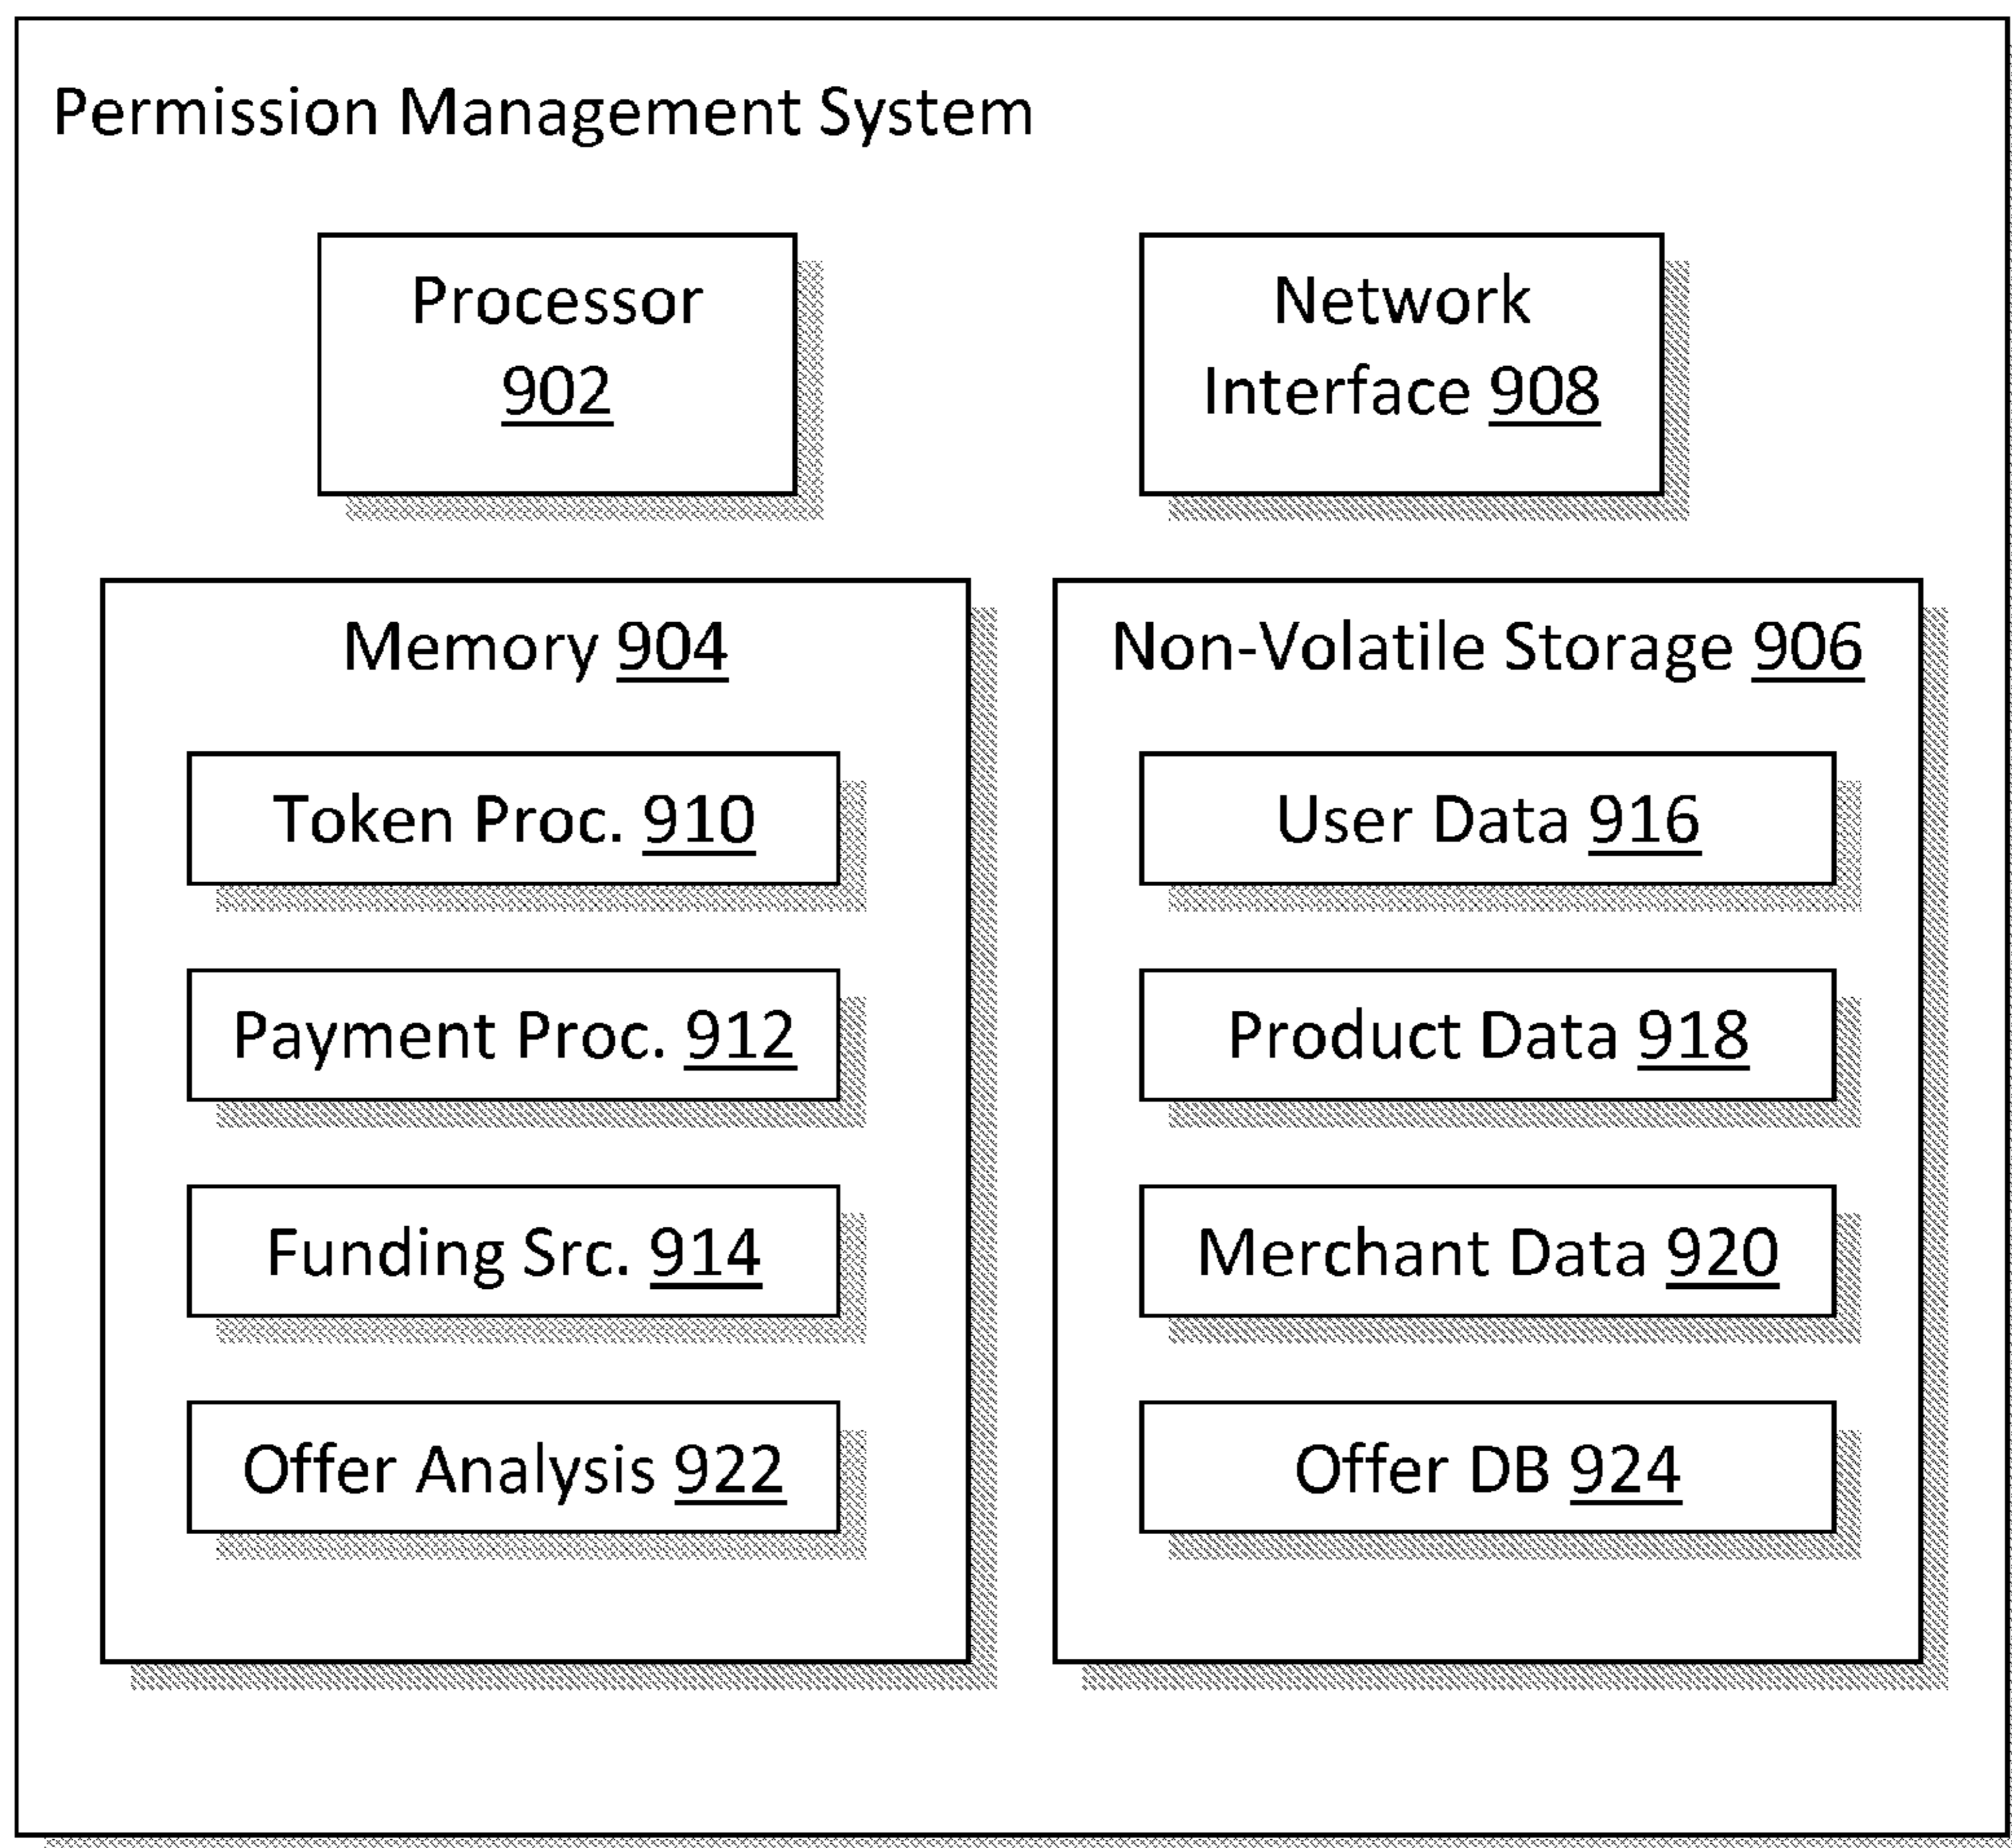 Permission Management System
Processor
902
Network
Interface 908
Memory 904
Token Proc. 910
Payment Proc. 912
Funding Src. 914
Offer Analysis 922
Non-Volatile Storage 906
User Data 916
Product Data 918
Merchant Data 920
Offer DB 924